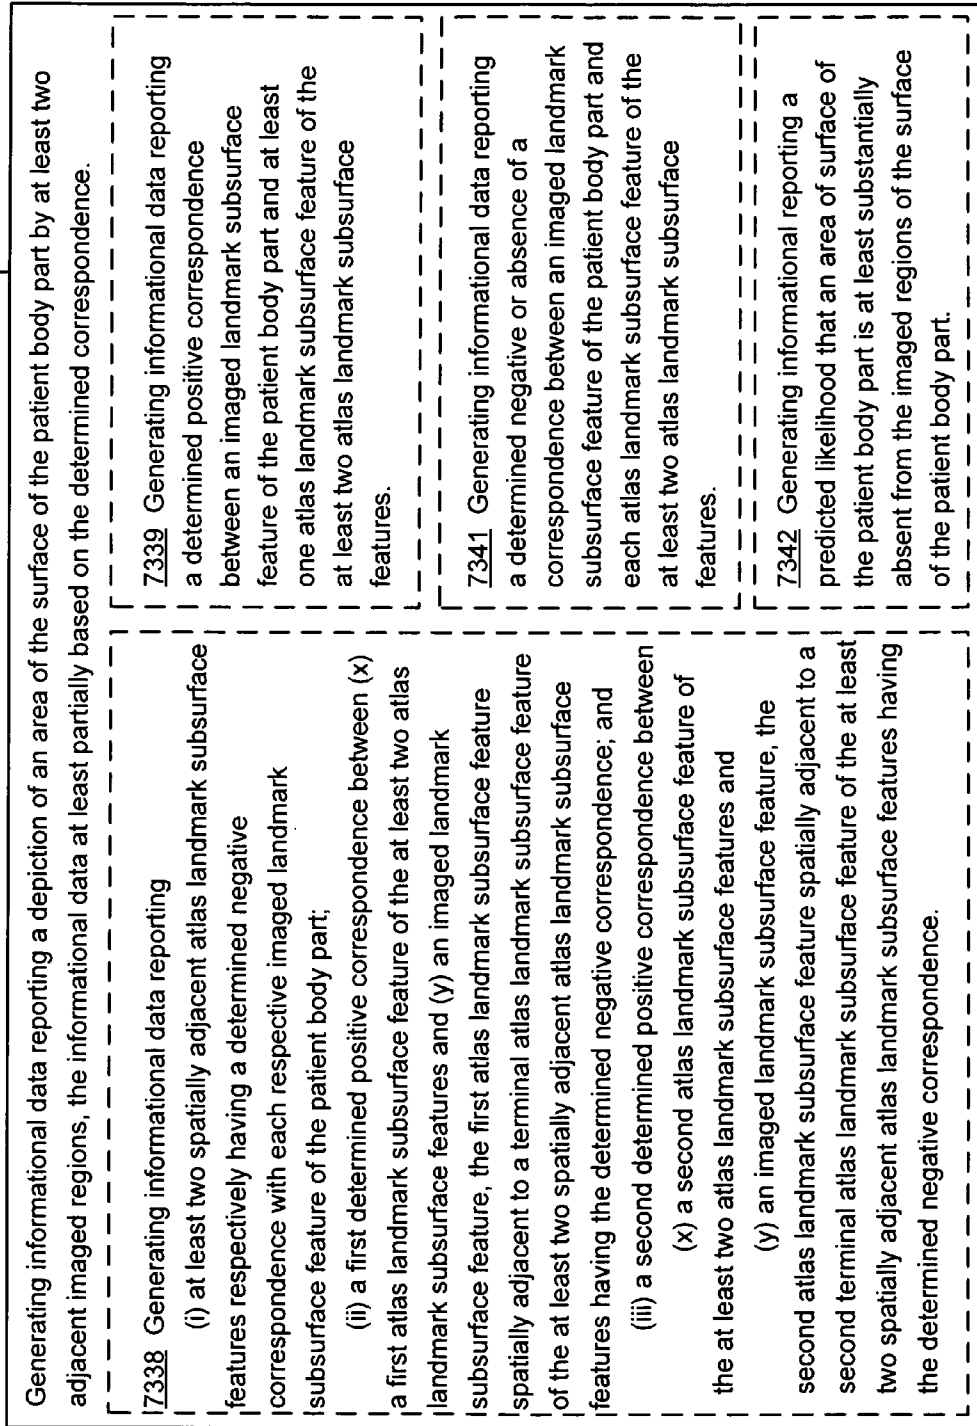 Generating informational data reporting a depiction of an area of the surface of the patient body part by at least two
adjacent imaged regions, the informational data at least partially based on the determined correspondence.
7338 Generating informational data reporting
(i) at least two spatially adjacent atlas landmark subsurface
features respectively having a determined negative
correspondence with each respective imaged landmark
subsurface feature of the patient body part;
(ii) a first determined positive correspondence between (x)
a first atlas landmark subsurface feature of the at least two atlas
landmark subsurface features and (y) an imaged landmark
subsurface feature, the first atlas landmark subsurface feature
spatially adjacent to a terminal atlas landmark subsurface feature
of the at least two spatially adjacent atlas landmark subsurface
features having the determined negative correspondence; and
(iii) a second determined positive correspondence between
(x) a second atlas landmark subsurface feature of
the at least two atlas landmark subsurface features and
(y) an imaged landmark subsurface feature, the
second atlas landmark subsurface feature spatially adjacent to a
second terminal atlas landmark subsurface feature of the at least
two spatially adjacent atlas landmark subsurface features having
the determined negative correspondence.
7339 Generating informational data reporting
a determined positive correspondence
between an imaged landmark subsurface
feature of the patient body part and at least
one atlas landmark subsurface feature of the
at least two atlas landmark subsurface
features.
7341 Generating informational data reporting
a determined negative or absence of a
correspondence between an imaged landmark
subsurface feature of the patient body part and
each atlas landmark subsurface feature of the
at least two atlas landmark subsurface
features.
7342 Generating informational reporting a
predicted likelihood that an area of surface of
the patient body part is at least substantially
absent from the imaged regions of the surface
of the patient body part.